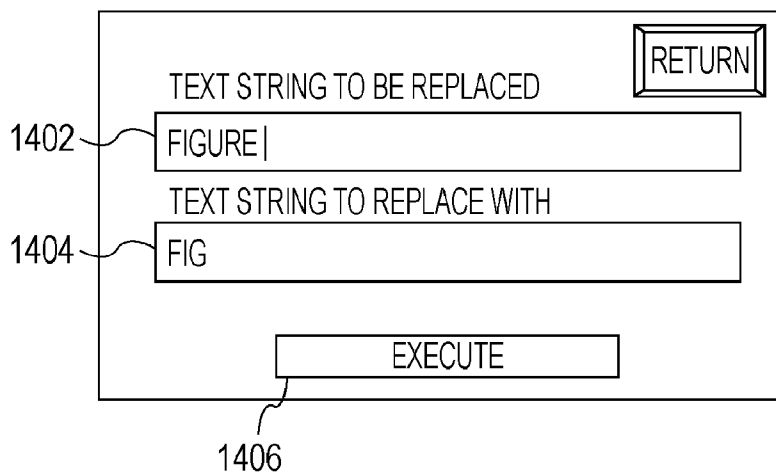 RETURN
TEXT STRING TO BE REPLACED
1402
FIGURE
TEXT STRING TO REPLACE WITH
1404
FIG
EXECUTE
1406